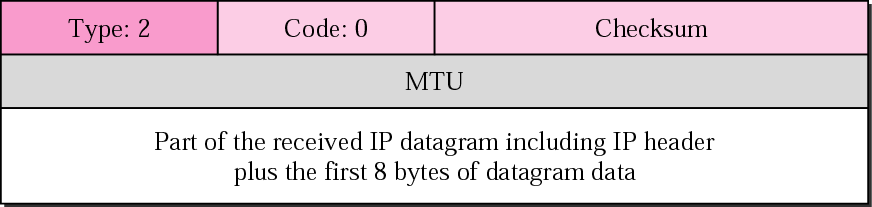 Type: 2 Code: 0 Checksum
MTU
Part of the received IP datagram including IP header
plus the first 8 bytes of datagram data